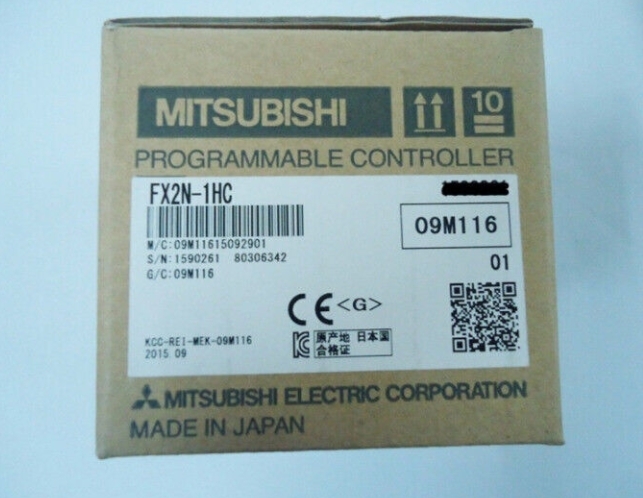 MITSUBISHI
10
PROGRAMMABLE CONTROLLER
FX2N-1HC
M/C:09M11615092901
S/N:1590261 80306342
G/C:09M116
09M116
01
CE <G>
KCC-REI-MEK-09M116
2015.09
原产地 日本国
合格证
MITSUBISHI ELECTRIC CORPORATION
MADE IN JAPAN